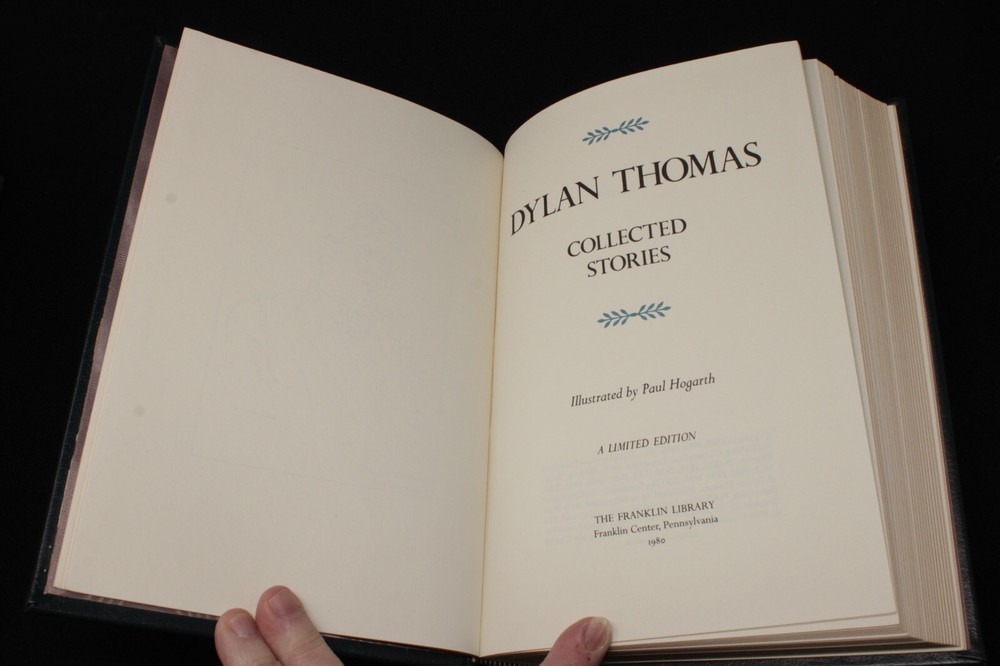 DYLAN THOMAS
COLLECTED
STORIES
Illustrated by Paul Hogarth
A LIMITED EDITION
THE FRANKLIN LIBRARY
Franklin Center, Pennsylvania
1980